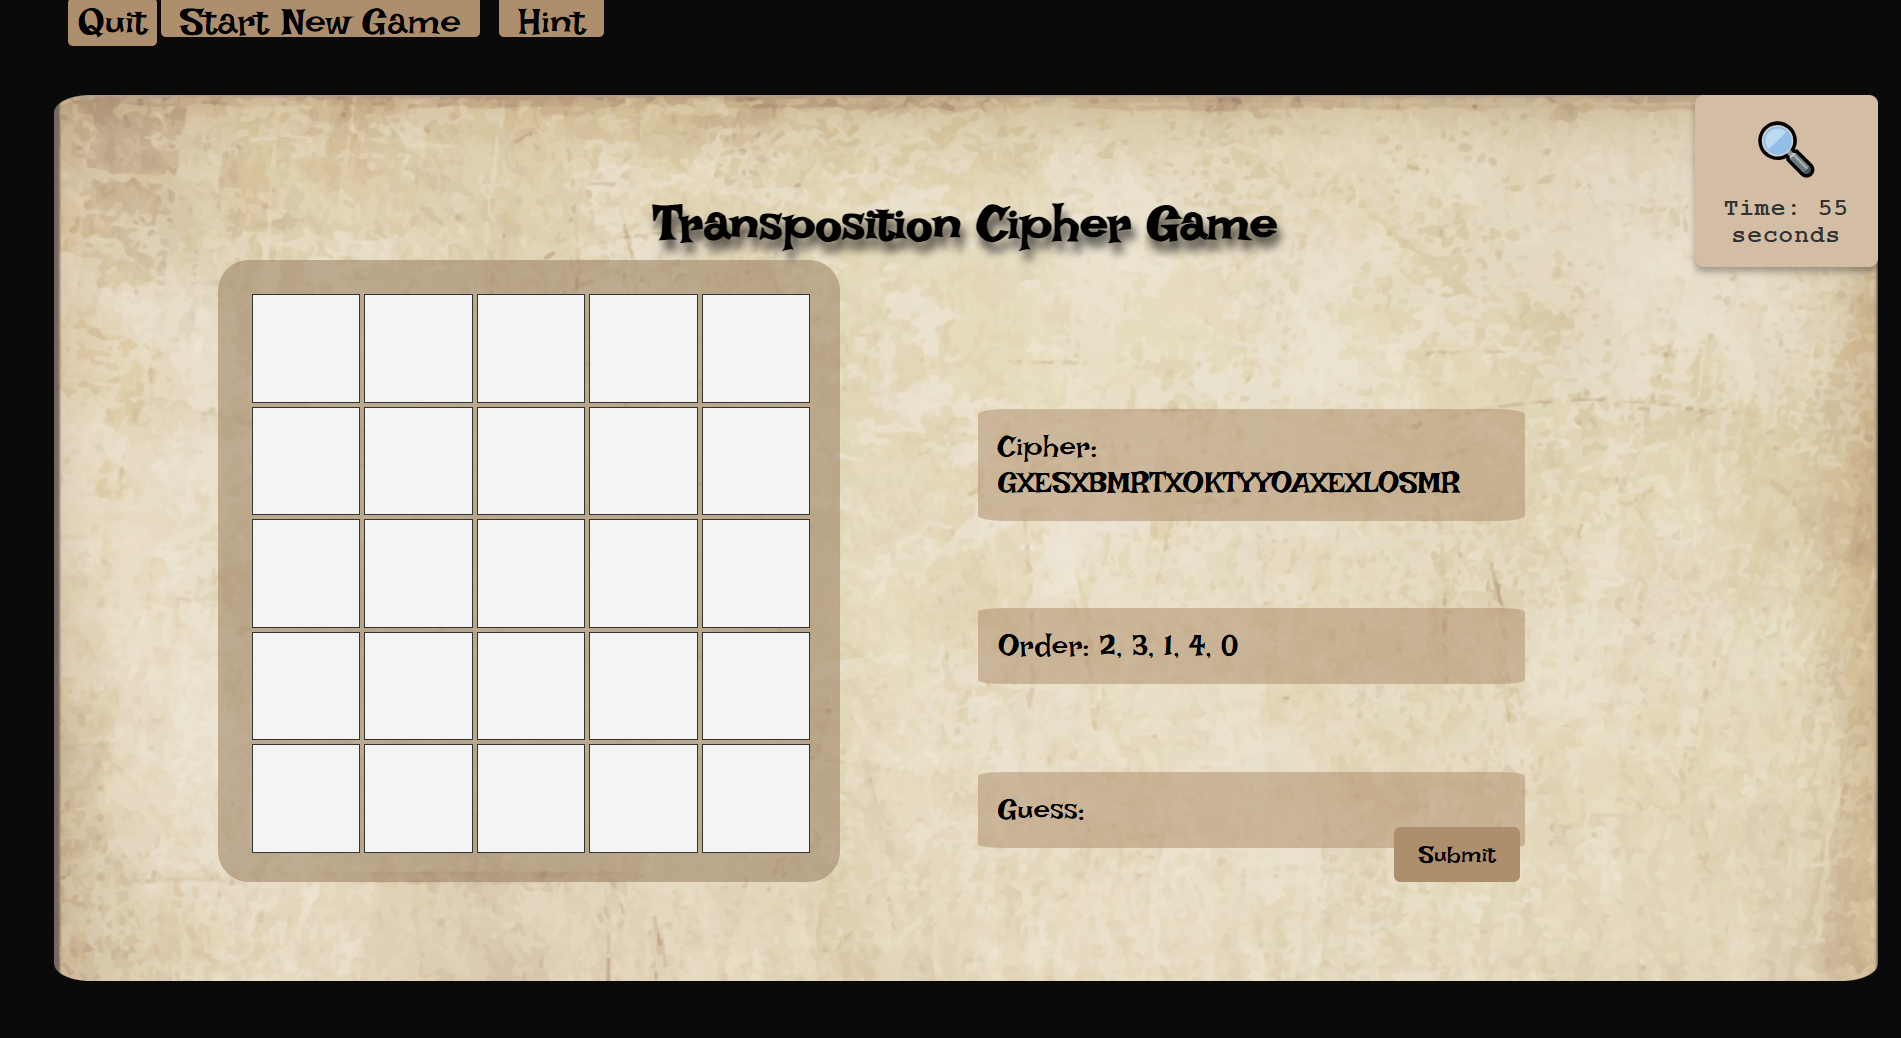 Quit Start New Game Hint
Time: 55
seconds
Transposition Cipher Game
Cipher:
GXESXBMRTXOKTYYOAXEXLOSMR
Order: 2, 3, 1, 4, 0
Guess:
Submit